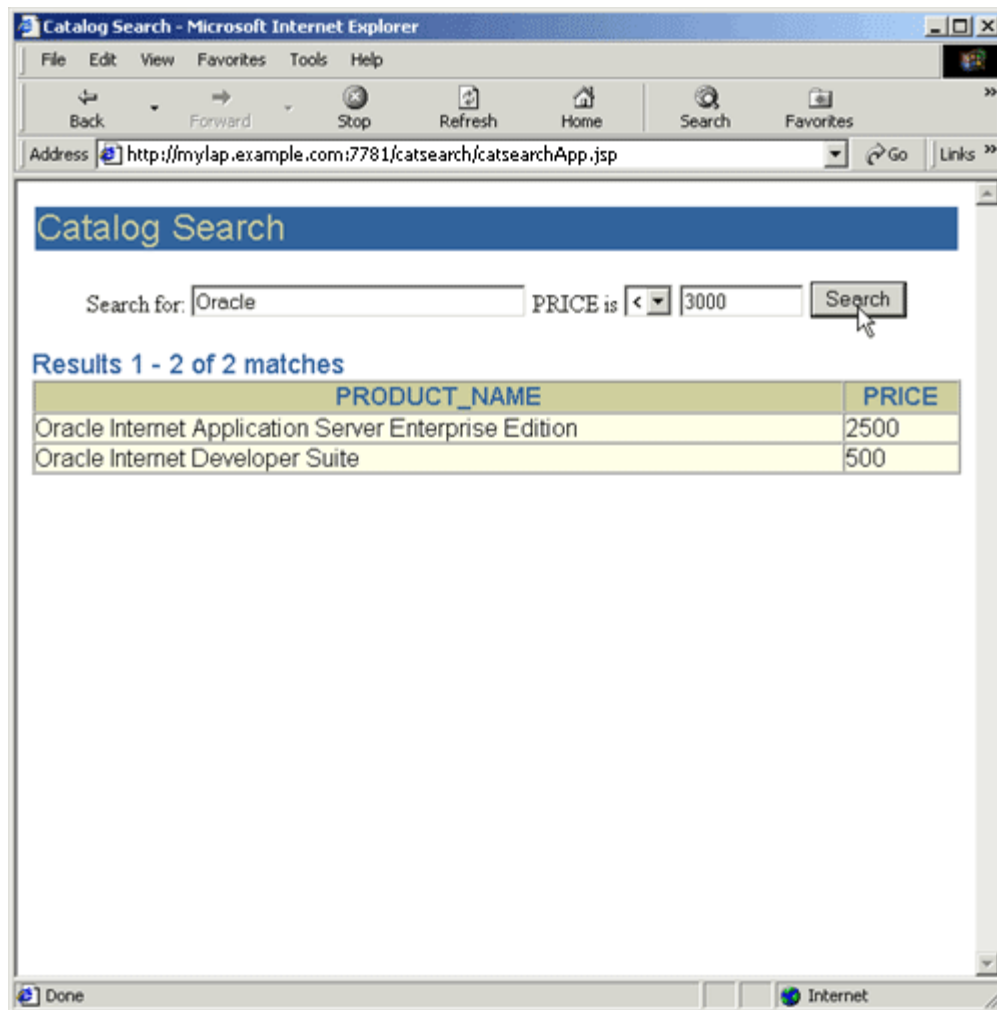 Catalog Search - Microsoft Internet Explorer
File Edit View Favorites Tools Help
Back Forward Stop Refresh Home Search Favorites »
Address http://mylap.example.com:7781/catsearch/catsearchApp.jsp Go Links »
Catalog Search
Search for: Oracle PRICE is < 3000 Search
Results 1 - 2 of 2 matches
PRODUCT_NAME PRICE
Oracle Internet Application Server Enterprise Edition 2500
Oracle Internet Developer Suite 500
Done Internet